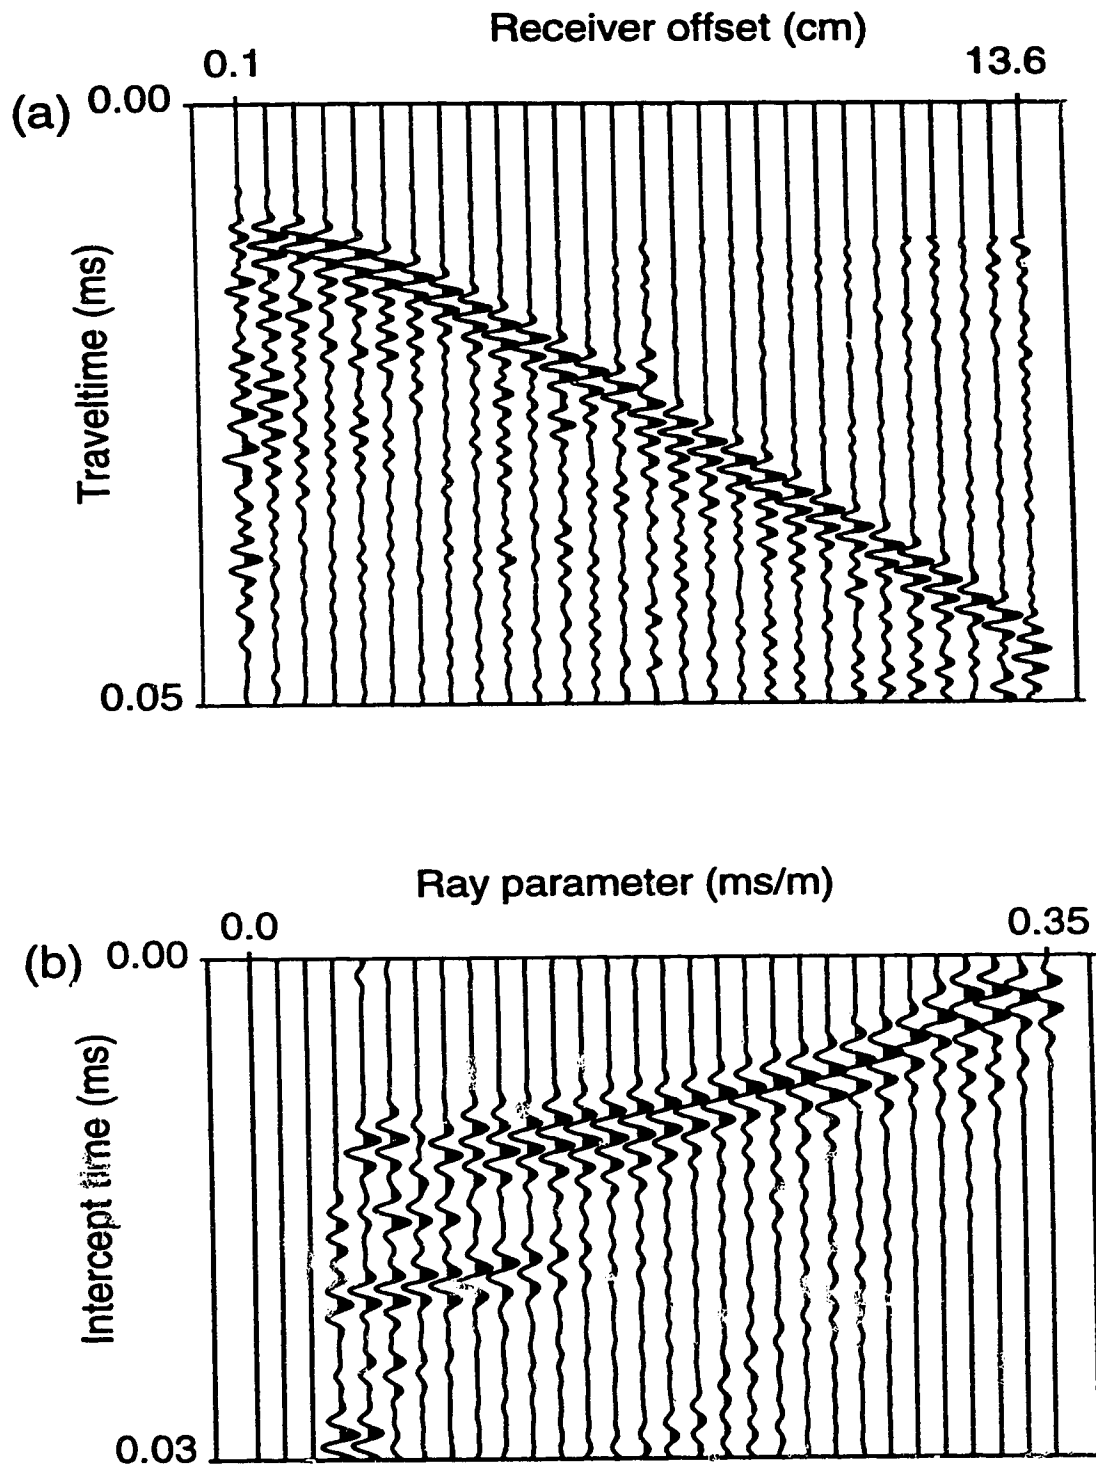 Receiver offset (cm)
0.1 13.6
(a) 0.00
Traveltime (ms)
0.05
Ray parameter (ms/m)
0.0 0.35
(b) 0.00
Intercept time (ms)
0.03